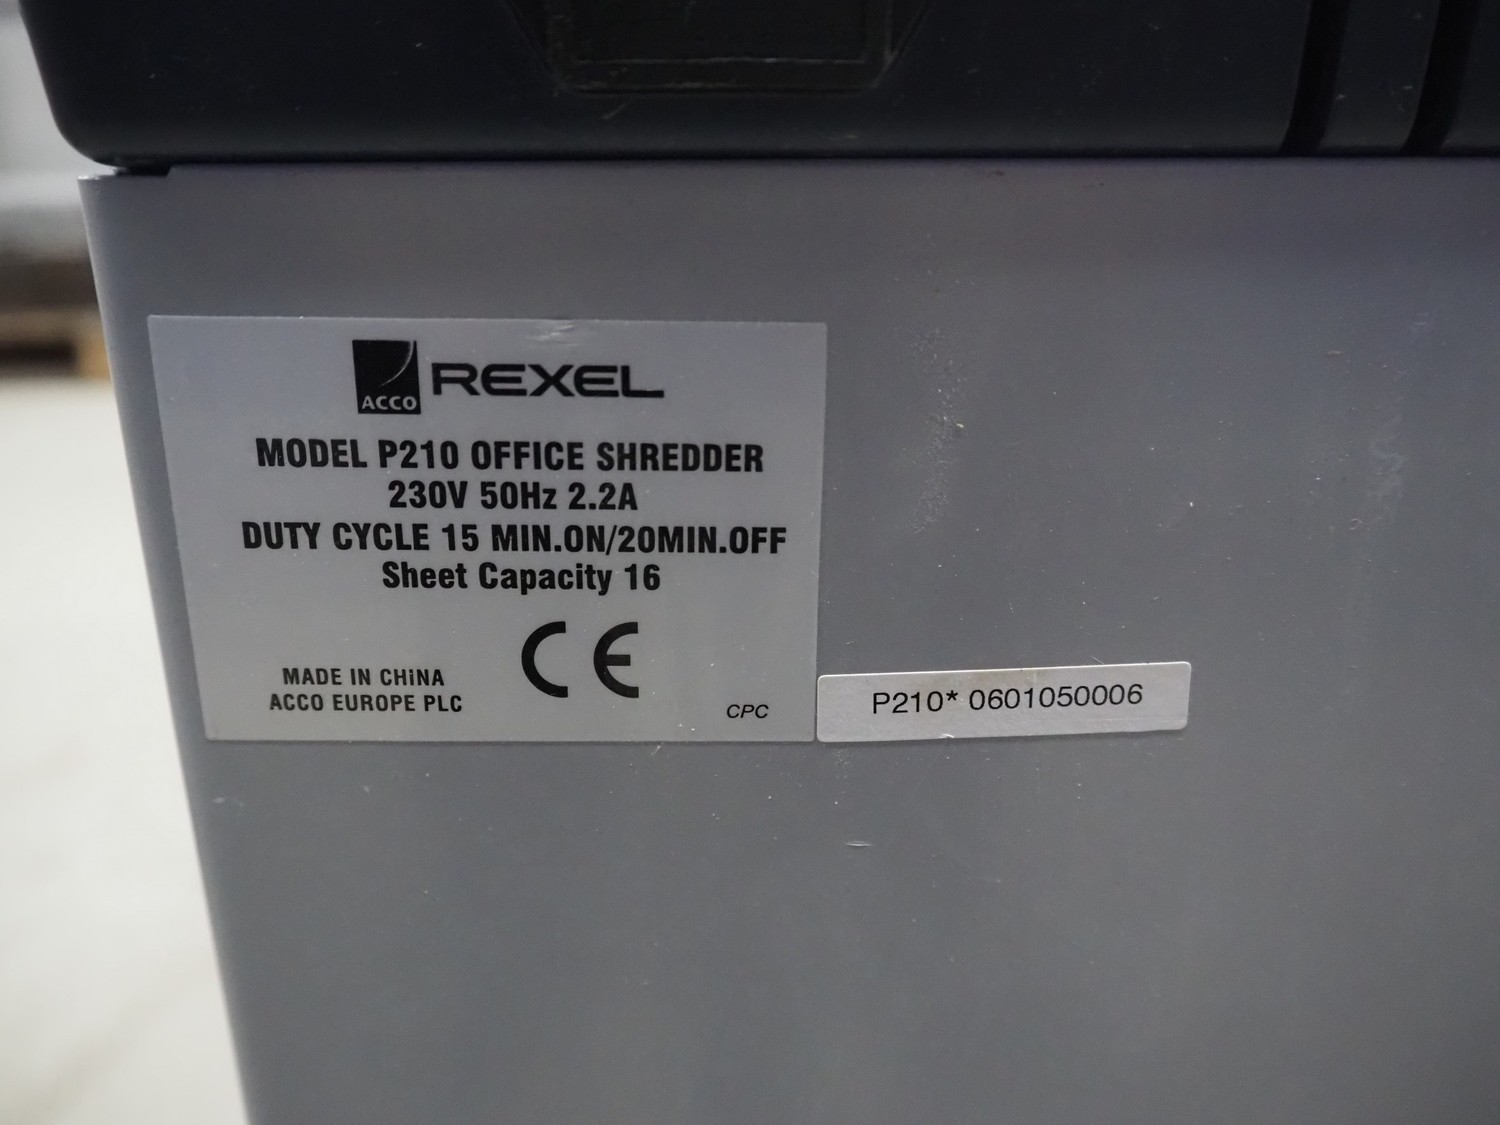 ACCO REXEL
MODEL P210 OFFICE SHREDDER
230V 50Hz 2.2A
DUTY CYCLE 15 MIN.ON/20MIN.OFF
Sheet Capacity 16
CE
MADE IN CHiNA
ACCO EUROPE PLC
CPC
P210* 0601050006